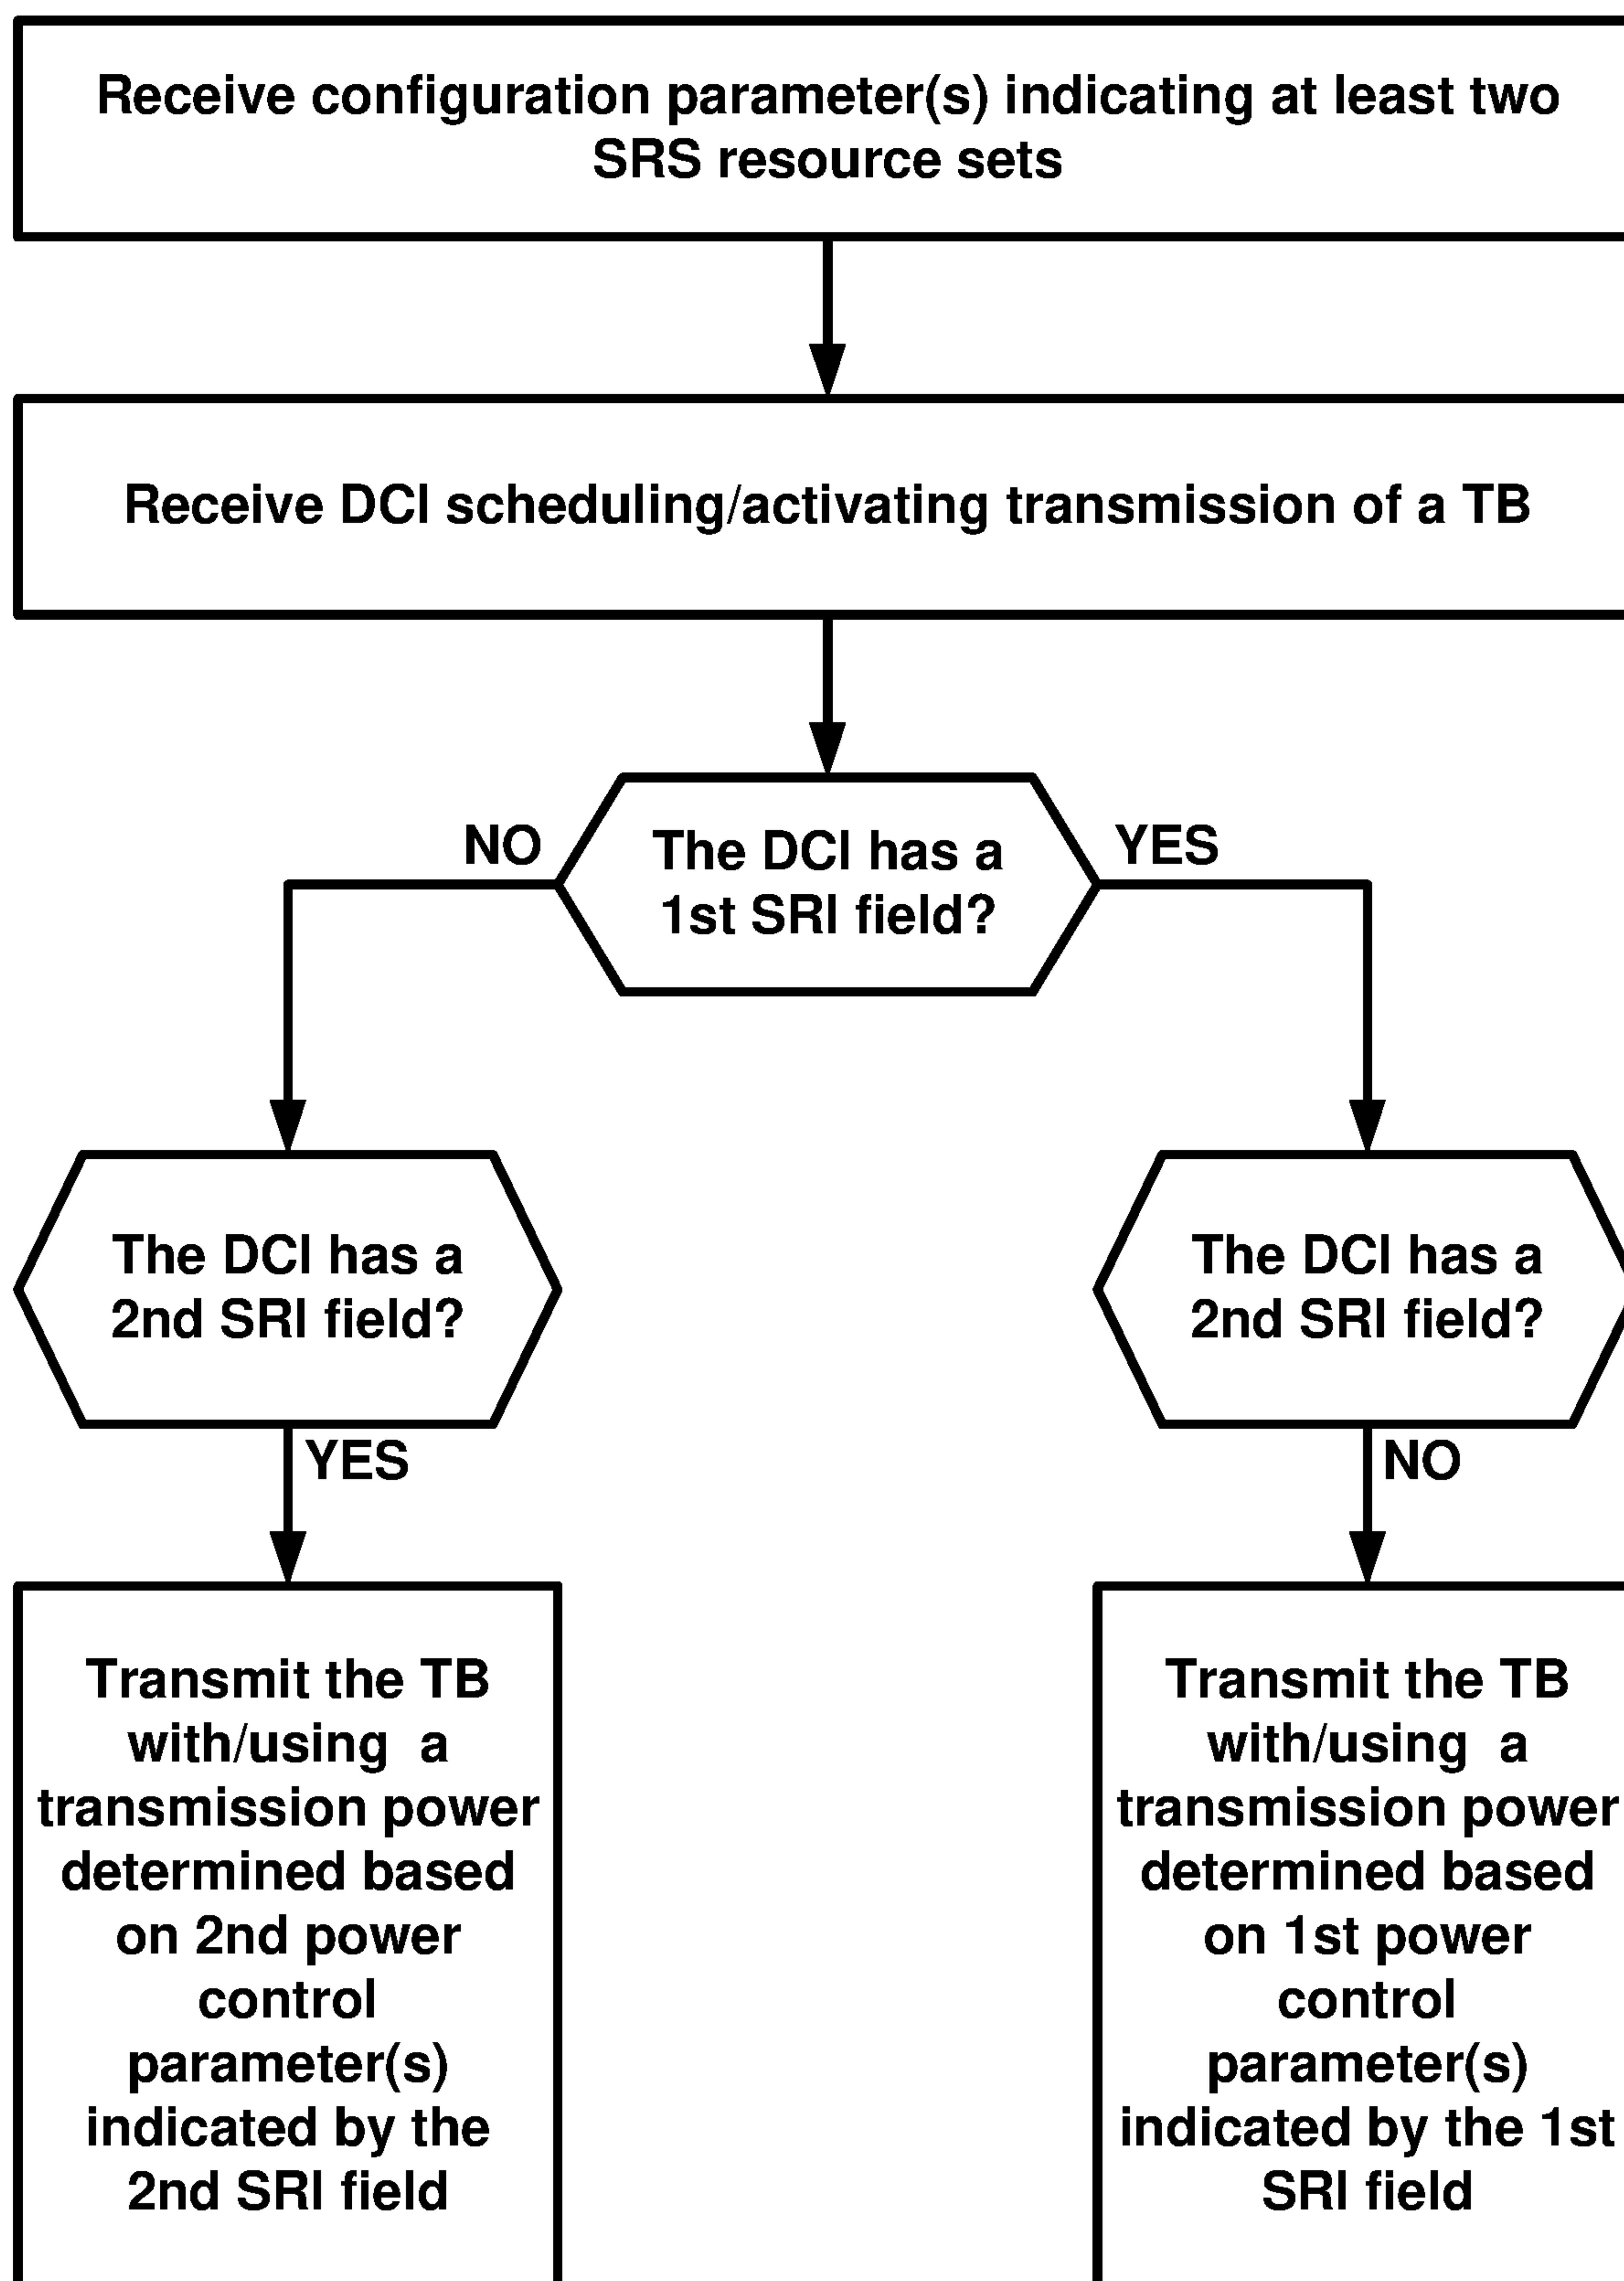 Receive configuration parameter(s) indicating at least two
SRS resource sets
Receive DCI scheduling/activating transmission of a TB
NO
The DCI has a
1st SRI field?
YES
The DCI has a
2nd SRI field?
YES
The DCI has a
2nd SRI field?
NO
Transmit the TB
with/using a
transmission power
determined based
on 2nd power
control
parameter(s)
indicated by the
2nd SRI field
Transmit the TB
with/using a
transmission power
determined based
on 1st power
control
parameter(s)
indicated by the 1st
SRI field